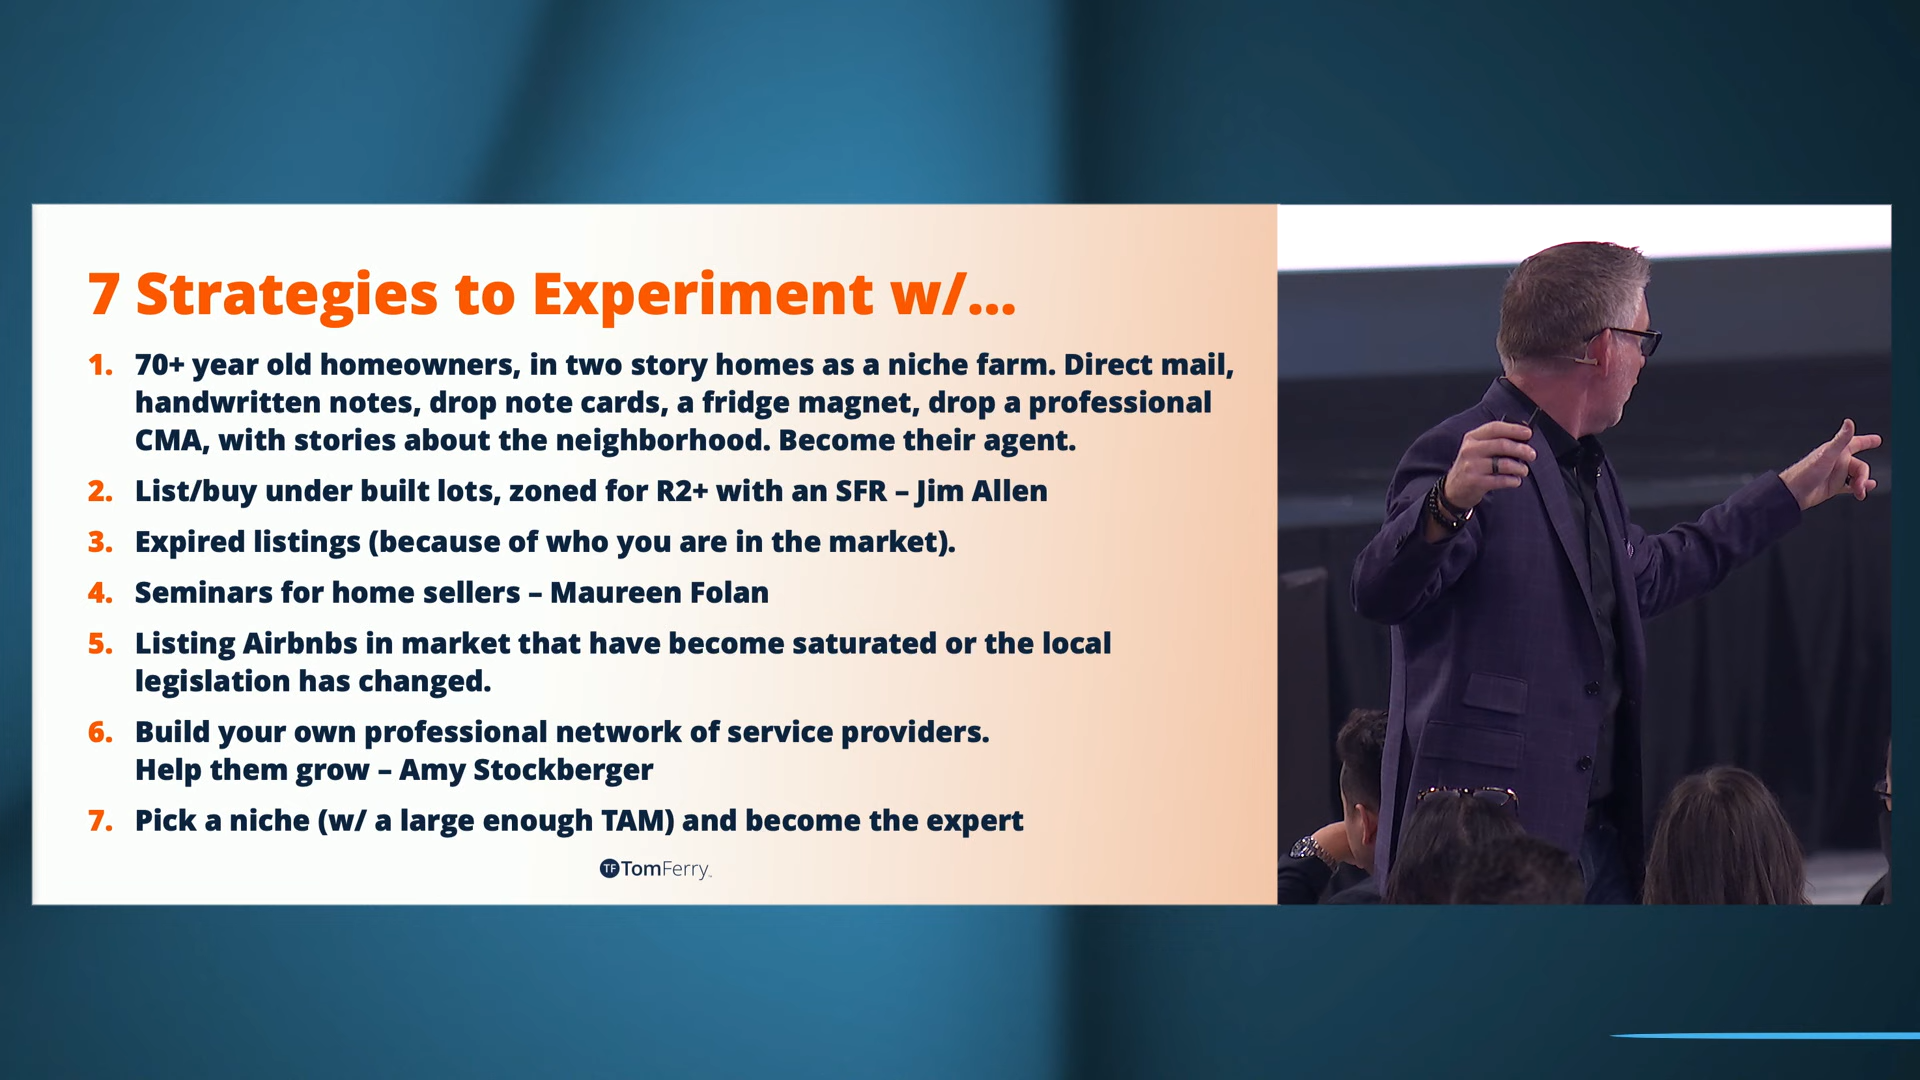 7 Strategies to Experiment w/...
1. 70+ year old homeowners, in two story homes as a niche farm. Direct mail,
handwritten notes, drop note cards, a fridge magnet, drop a professional
CMA, with stories about the neighborhood. Become their agent.
2. List/buy under built lots, zoned for R2+ with an SFR – Jim Allen
3. Expired listings (because of who you are in the market).
4. Seminars for home sellers – Maureen Folan
5. Listing Airbnbs in market that have become saturated or the local
legislation has changed.
6. Build your own professional network of service providers.
Help them grow – Amy Stockberger
7. Pick a niche (w/ a large enough TAM) and become the expert
TF TomFerry